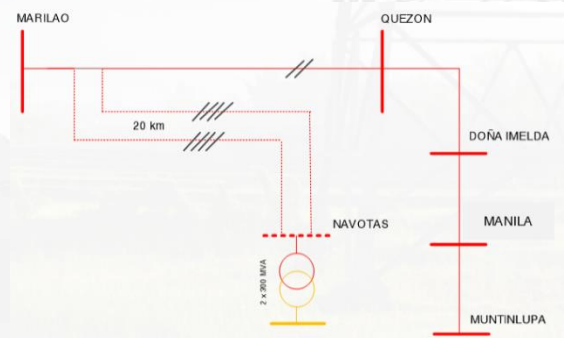 MARILAO
QUEZON
20 km
DOÑA IMELDA
NAVOTAS
MANILA
2 x 300 MVA
MUNTINLUPA